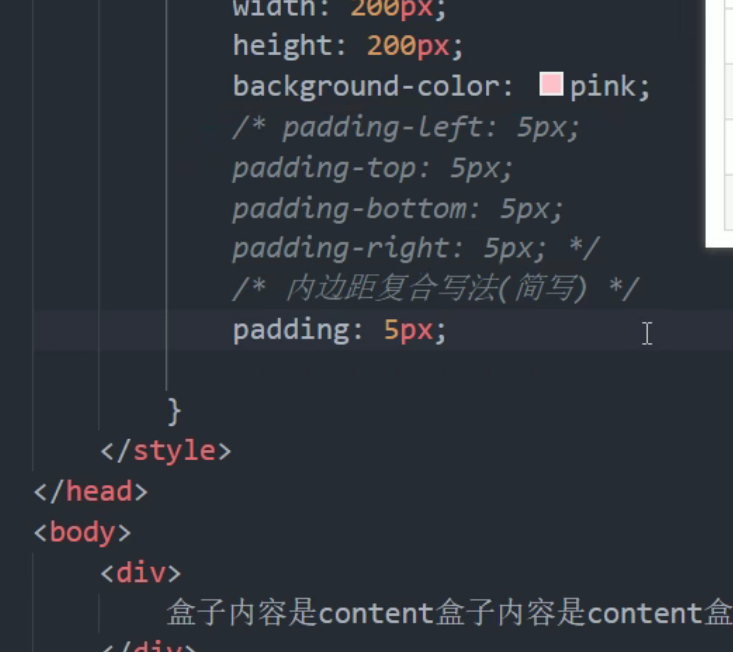 width: 200px;
height: 200px;
background-color: pink;
/* padding-left: 5px;
padding-top: 5px;
padding-bottom: 5px;
padding-right: 5px; */
/* 内边距复合写法(简写) */
padding: 5px;
}
</style>
</head>
<body>
<div>
盒子内容是content盒子内容是content盒
</div>